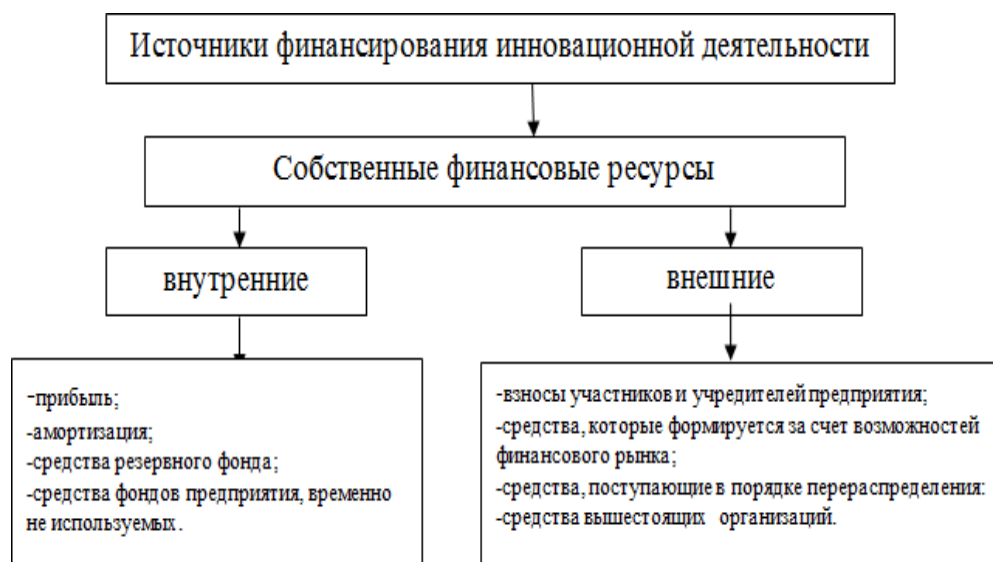 Источники финансирования инновационной деятельности
Собственные финансовые ресурсы
внутренние
внешние
-прибыль;
-амортизация;
-средства резервного фонда;
-средства фондов предприятия, временно
не используемых.
-взносы участников и учредителей предприятия;
-средства, которые формируется за счет возможностей
финансового рынка;
-средства, поступающие в порядке перераспределения:
-средства вышестоящих организаций.